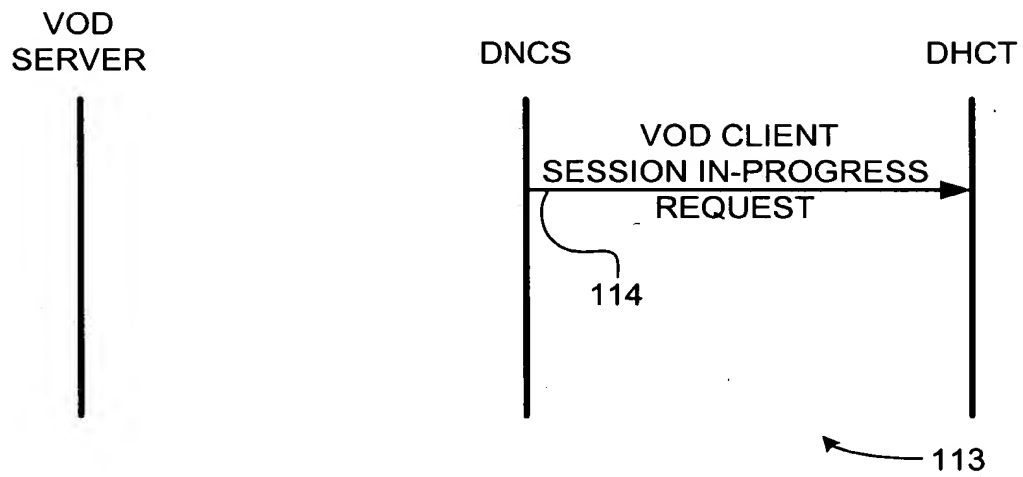 VOD
SERVER
DNCS
DHCT
VOD CLIENT
SESSION IN-PROGRESS
REQUEST
114
113